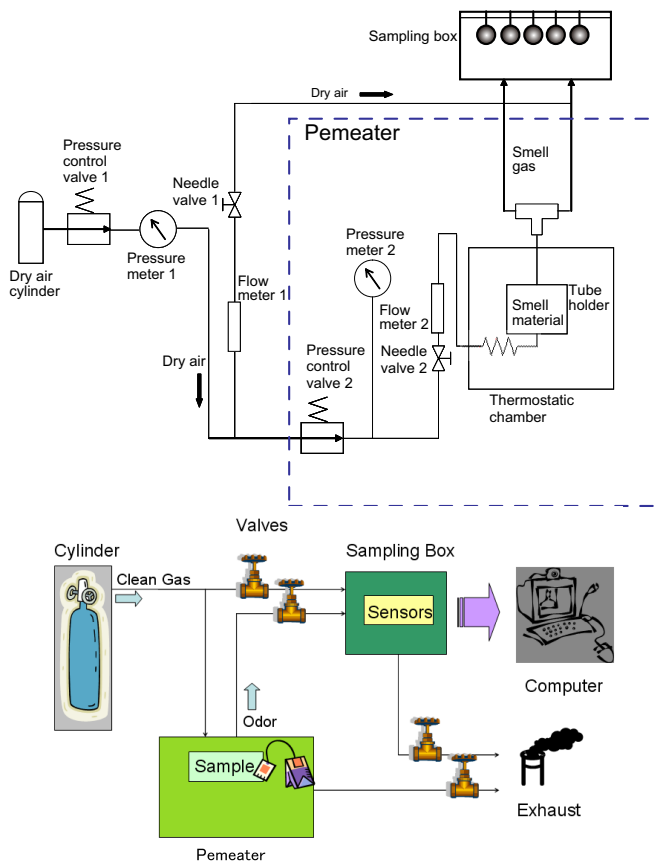 Sampling box
Dry air
Pemeater
Pressure
control
valve 1
Smell
gas
Needle
valve 1
Pressure
meter 2
Pressure
meter 1
Dry air
cylinder
Flow
meter 1
Tube
holder
Smell
material
Flow
meter 2
Dry air
Pressure
control
valve 2
Needle
valve 2
Thermostatic
chamber
Valves
Cylinder
Sampling Box
Clean Gas
Sensors
Computer
Odor
Sample
Exhaust
Pemeater